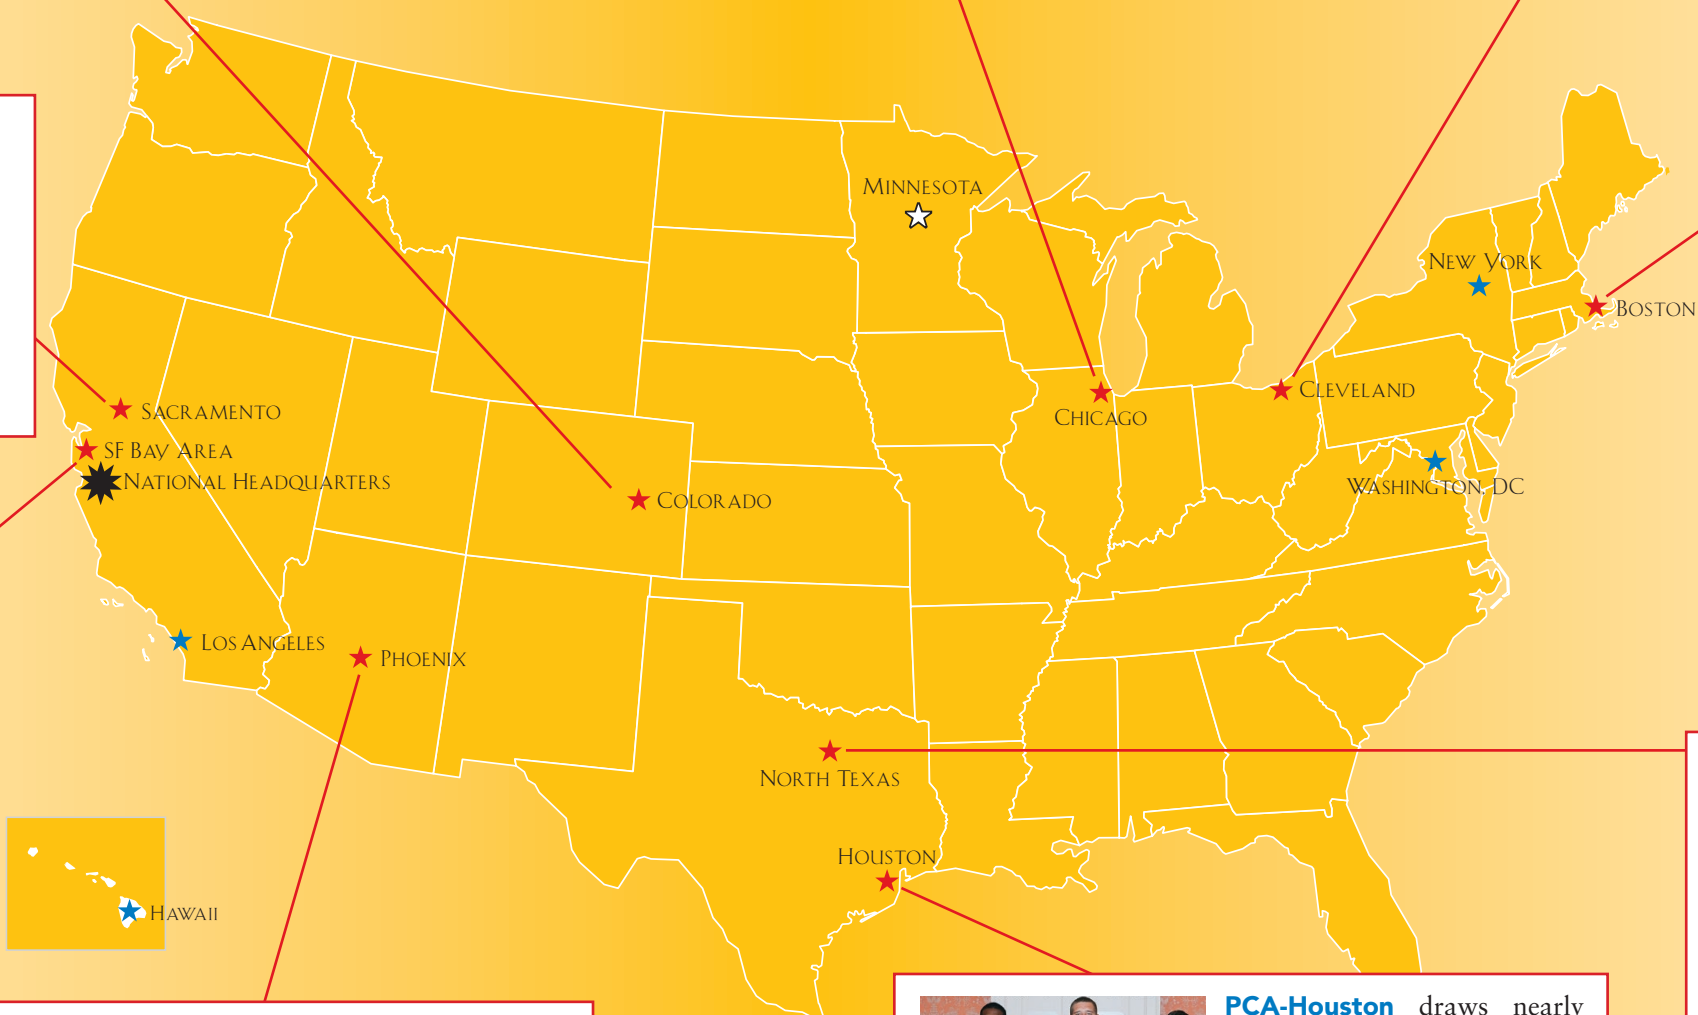 MINNESOTA
NEW YORK
BOSTON
CLEVELAND
SACRAMENTO
CHICAGO
SF BAY AREA
NATIONAL HEADQUARTERS
WASHINGTON, DC
COLORADO
LOS ANGELES
PHOENIX
NORTH TEXAS
HOUSTON
HAWAII
PCA-Houston draws nearly